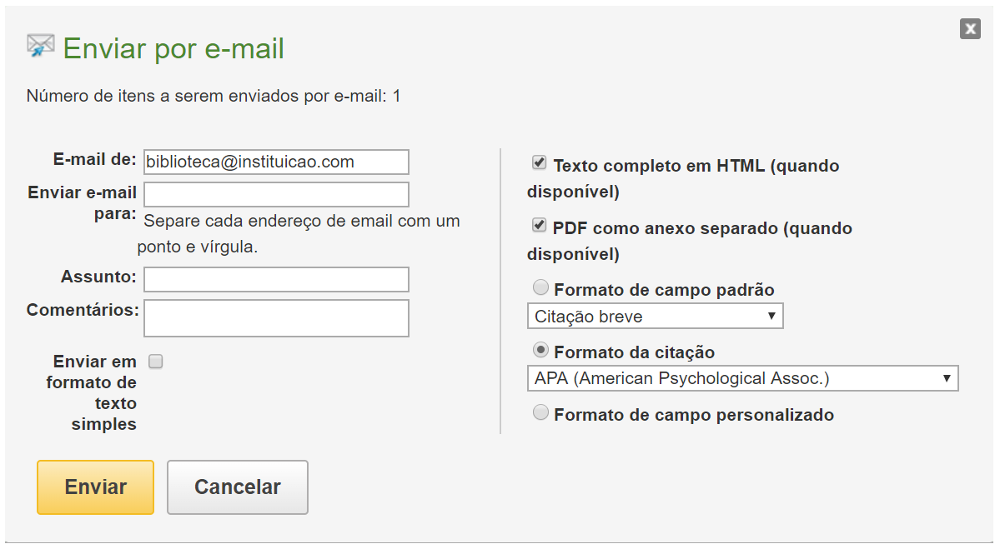 Enviar por e-mail
X
Número de itens a serem enviados por e-mail: 1
E-mail de: biblioteca@instituicao.com
Enviar e-mail
para:
Separe cada endereço de email com um
ponto e vírgula.
Assunto:
Comentários:
Enviar em
formato de
texto
simples
Texto completo em HTML (quando
disponível)
PDF como anexo separado (quando
disponível)
Formato de campo padrão
Citação breve
Formato da citação
APA (American Psychological Assoc.)
Formato de campo personalizado
Enviar
Cancelar